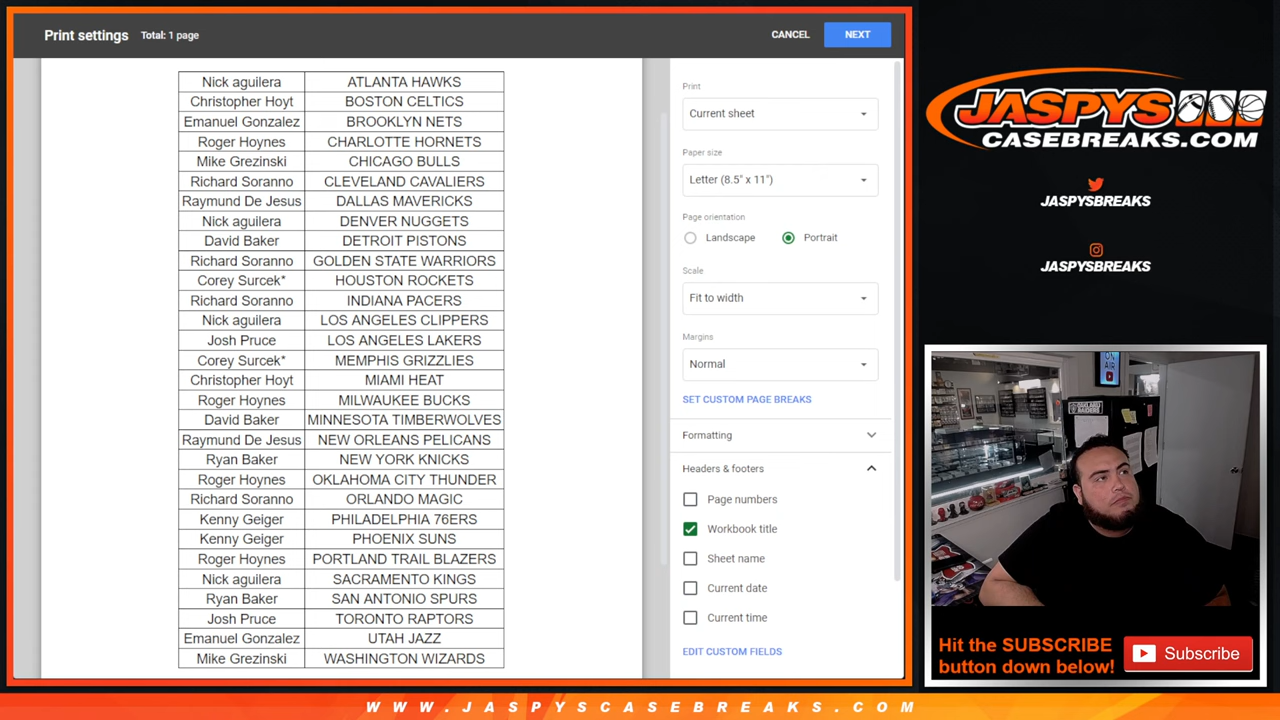 Print settings Total: 1 page CANCEL NEXT
Nick aguilera ATLANTA HAWKS
Christopher Hoyt BOSTON CELTICS
Emanuel Gonzalez BROOKLYN NETS
Roger Hoynes CHARLOTTE HORNETS
Mike Grezinski CHICAGO BULLS
Richard Soranno CLEVELAND CAVALIERS
Raymund De Jesus DALLAS MAVERICKS
Nick aguilera DENVER NUGGETS
David Baker DETROIT PISTONS
Richard Soranno GOLDEN STATE WARRIORS
Corey Surcek* HOUSTON ROCKETS
Richard Soranno INDIANA PACERS
Nick aguilera LOS ANGELES CLIPPERS
Josh Pruce LOS ANGELES LAKERS
Corey Surcek* MEMPHIS GRIZZLIES
Christopher Hoyt MIAMI HEAT
Roger Hoynes MILWAUKEE BUCKS
David Baker MINNESOTA TIMBERWOLVES
Raymund De Jesus NEW ORLEANS PELICANS
Ryan Baker NEW YORK KNICKS
Roger Hoynes OKLAHOMA CITY THUNDER
Richard Soranno ORLANDO MAGIC
Kenny Geiger PHILADELPHIA 76ERS
Kenny Geiger PHOENIX SUNS
Roger Hoynes PORTLAND TRAIL BLAZERS
Nick aguilera SACRAMENTO KINGS
Ryan Baker SAN ANTONIO SPURS
Josh Pruce TORONTO RAPTORS
Emanuel Gonzalez UTAH JAZZ
Mike Grezinski WASHINGTON WIZARDS
Print
Current sheet
Paper size
Letter (8.5" x 11")
Page orientation
Landscape Portrait
Scale
Fit to width
Margins
Normal
SET CUSTOM PAGE BREAKS
Formatting
Headers & footers
Page numbers
Workbook title
Sheet name
Current date
Current time
EDIT CUSTOM FIELDS
JASPYS
CASEBREAKS.COM
JASPYSBREAKS
JASPYSBREAKS
ON
AIR
OAKLAND
RAIDERS
Hit the SUBSCRIBE
button down below!
Subscribe
WWW.JASPYSCASEBREAKS.COM